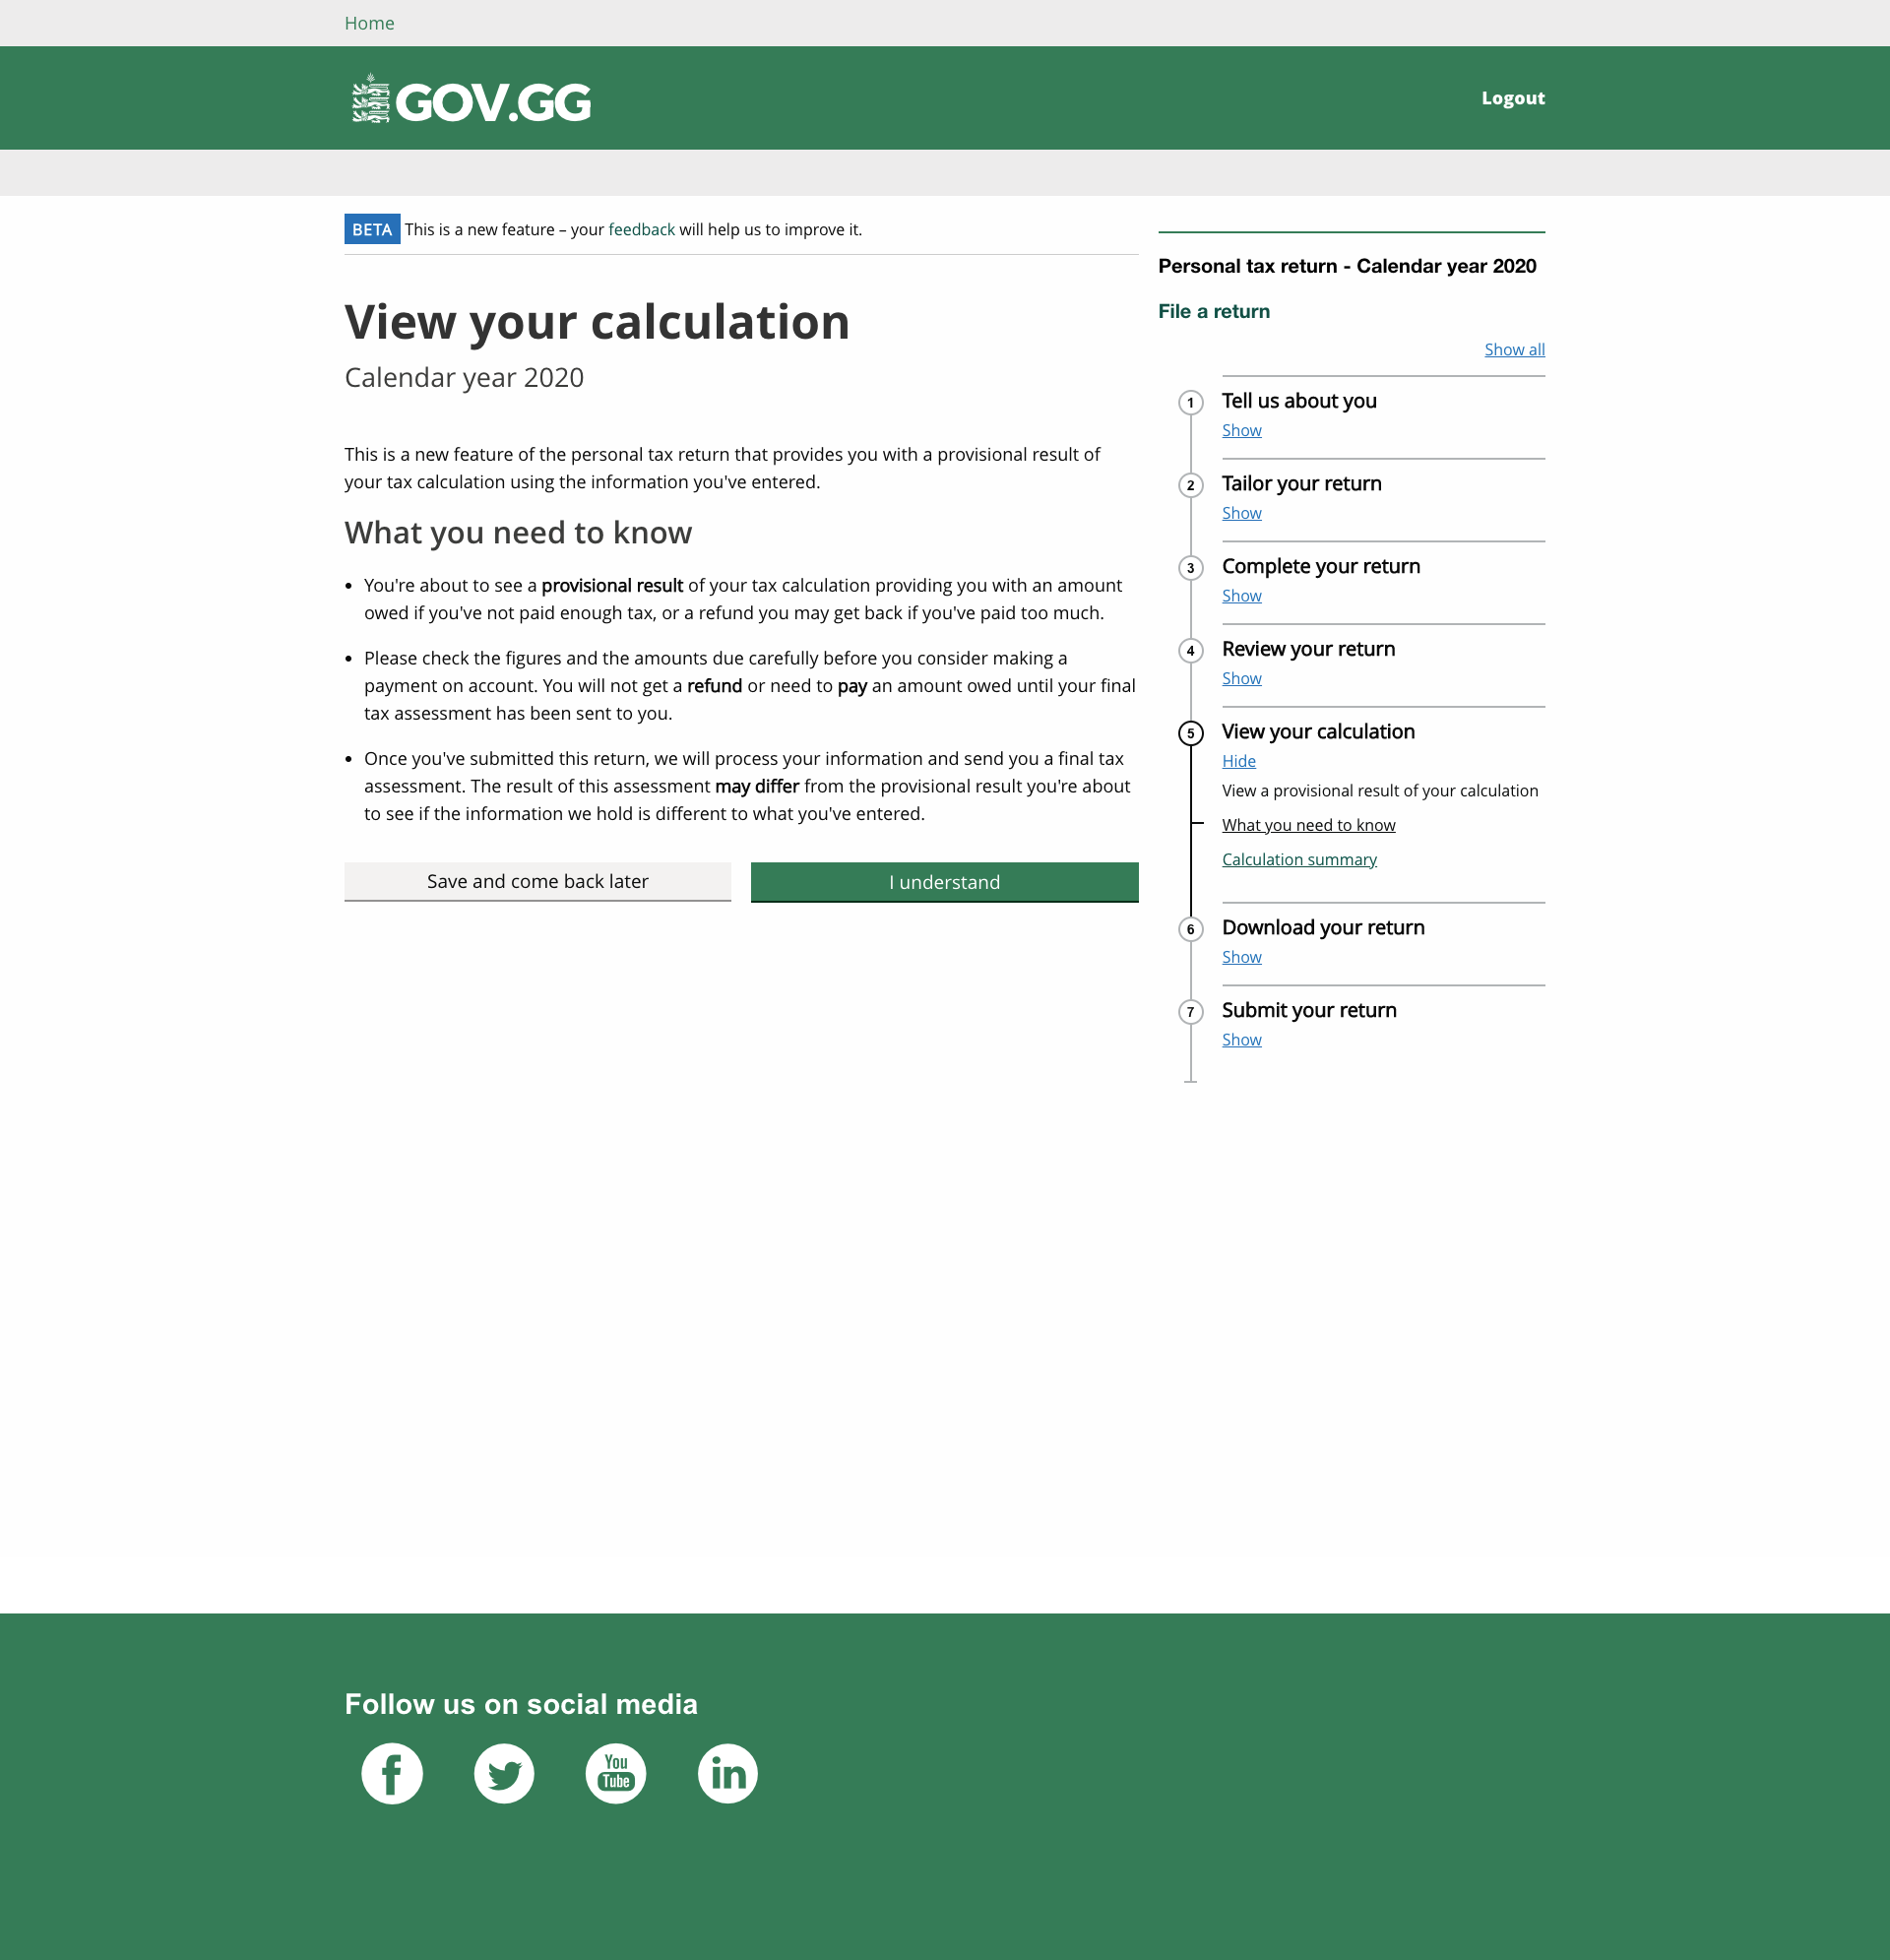 Home
GOV.GG
Logout
BETA This is a new feature – your feedback will help us to improve it.
View your calculation
Calendar year 2020
This is a new feature of the personal tax return that provides you with a provisional result of
your tax calculation using the information you've entered.
What you need to know
• You're about to see a provisional result of your tax calculation providing you with an amount
owed if you've not paid enough tax, or a refund you may get back if you've paid too much.
• Please check the figures and the amounts due carefully before you consider making a
payment on account. You will not get a refund or need to pay an amount owed until your final
tax assessment has been sent to you.
• Once you've submitted this return, we will process your information and send you a final tax
assessment. The result of this assessment may differ from the provisional result you're about
to see if the information we hold is different to what you've entered.
Save and come back later
I understand
Personal tax return - Calendar year 2020
File a return
Show all
1 Tell us about you
Show
2 Tailor your return
Show
3 Complete your return
Show
4 Review your return
Show
5 View your calculation
Hide
View a provisional result of your calculation
What you need to know
Calculation summary
6 Download your return
Show
7 Submit your return
Show
Follow us on social media
f
You
Tube
in